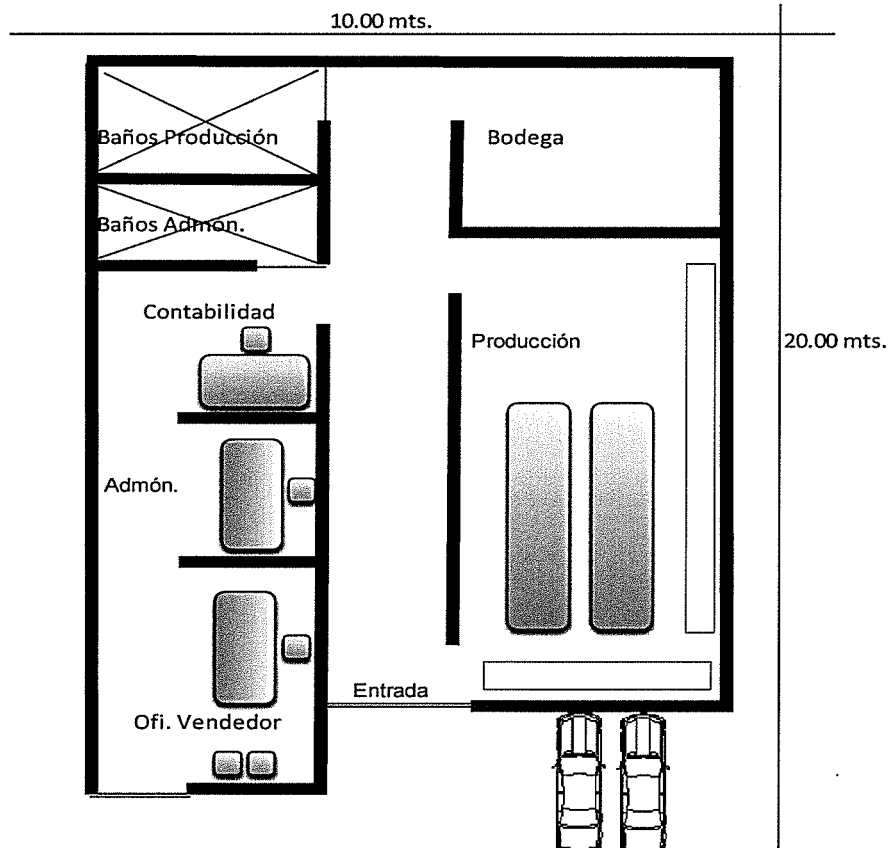 10.00 mts.
Baños Producción
Bodega
Baños Admon.
Contabilidad
Producción
20.00 mts.
Admón.
Entrada
Ofi. Vendedor